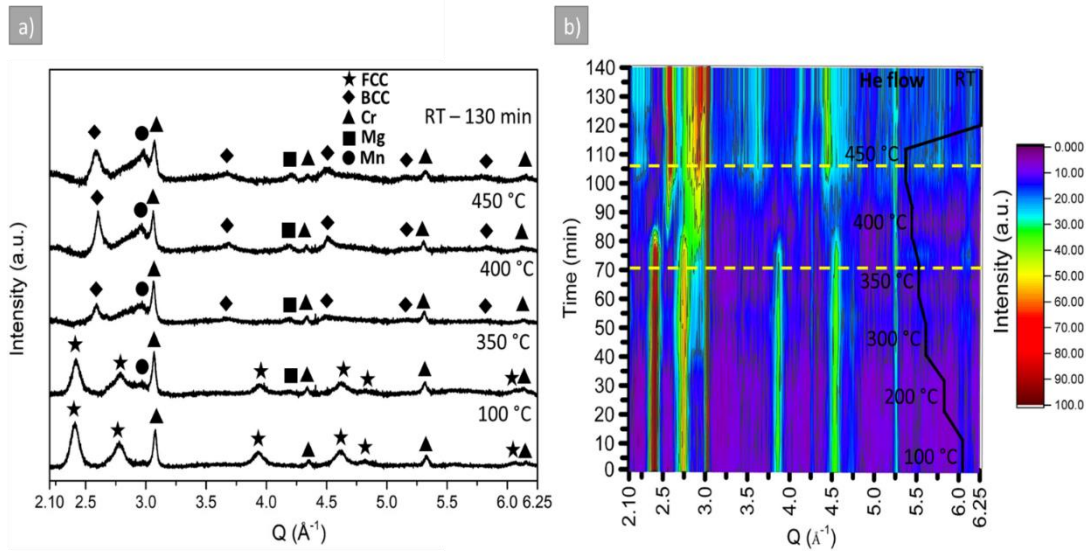 a)
FCC
BCC
Cr
Mg
Mn
RT – 130 min
450 °C
400 °C
350 °C
100 °C
Intensity (a.u.)
2.10 2.5 3.0 3.5 4.0 4.5 5.0 5.5 6.0 6.25
Q (Å⁻¹)
b)
He flow RT
450 °C
400 °C
350 °C
300 °C
200 °C
100 °C
140
130
120
110
100
90
80
70
60
50
40
30
20
10
0
Time (min)
2.10 2.5 3.0 3.5 4.0 4.5 5.0 5.5 6.0 6.25
Q (Å⁻¹)
0.000
10.00
20.00
30.00
40.00
50.00
60.00
70.00
80.00
90.00
100.0
Intensity (a.u.)